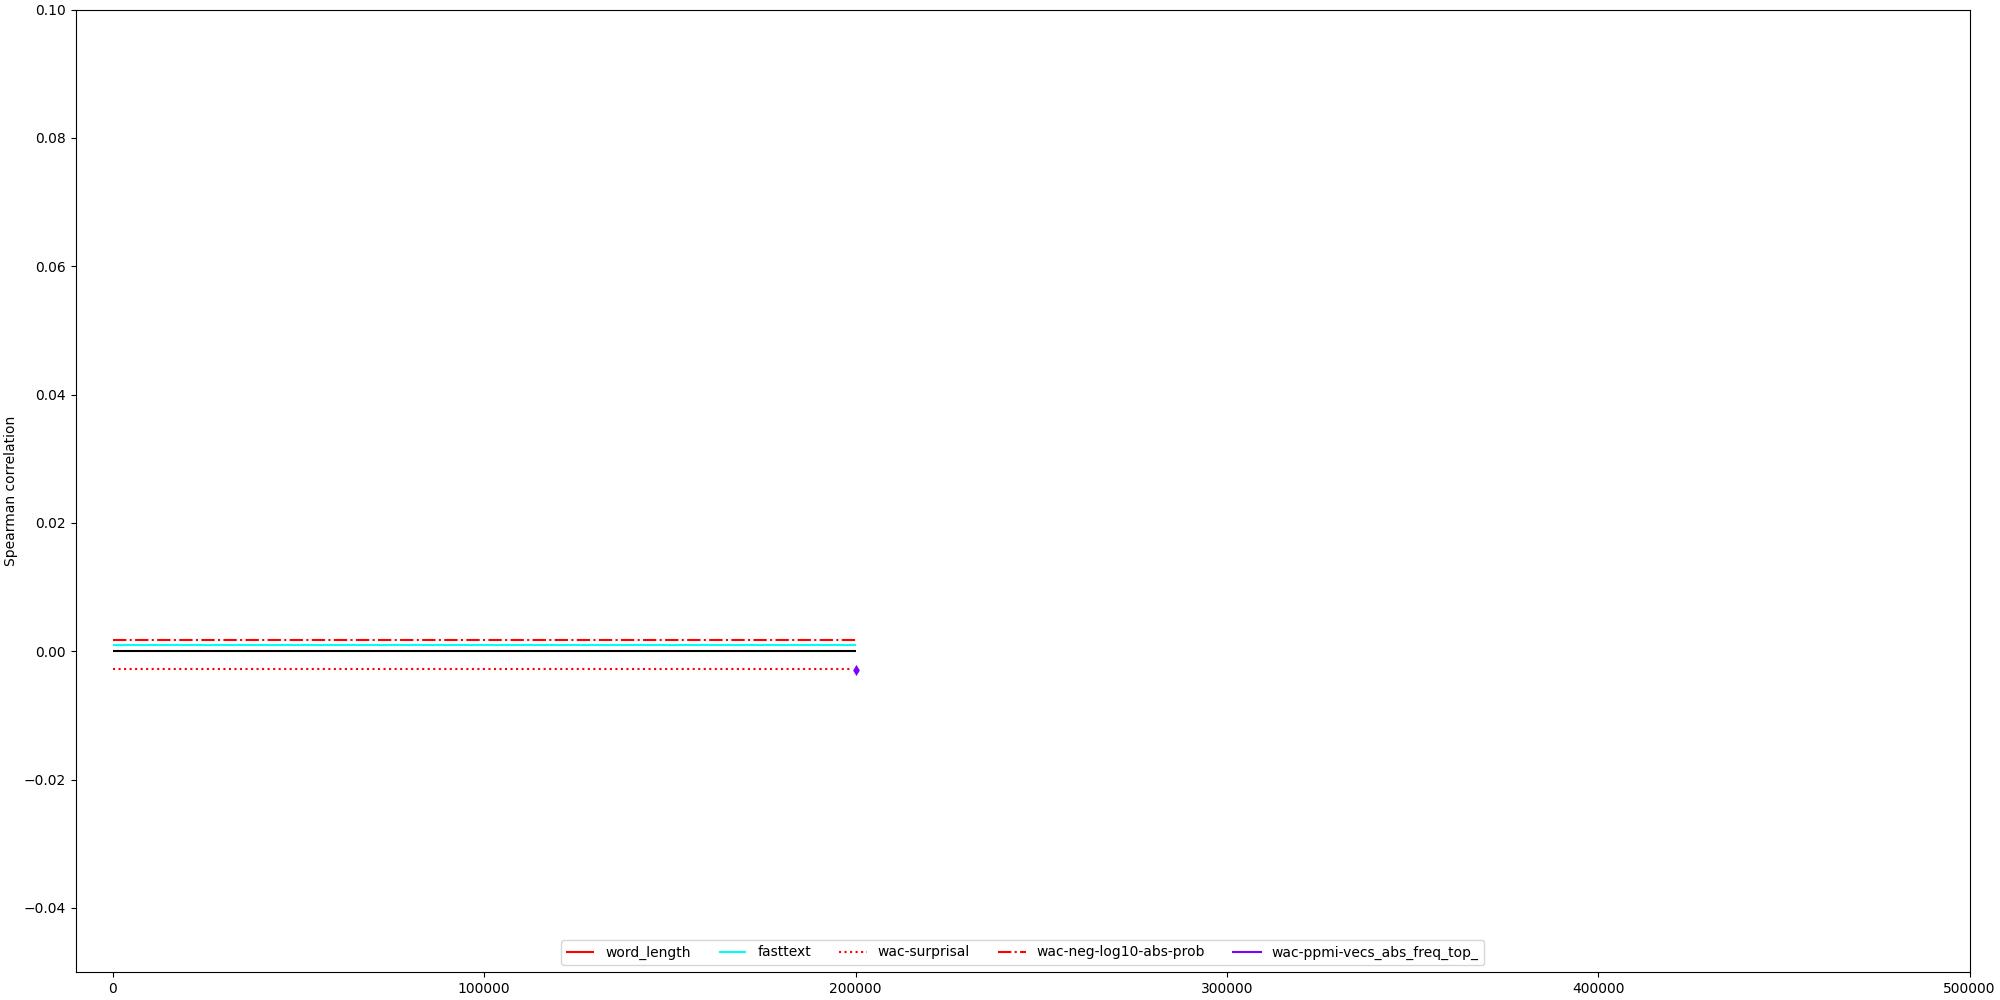 0.10
0.08
0.06
0.04
0.02
0.00
−0.02
−0.04
Spearman correlation
word_length fasttext wac-surprisal wac-neg-log10-abs-prob wac-ppmi-vecs_abs_freq_top_
0 100000 200000 300000 400000 500000